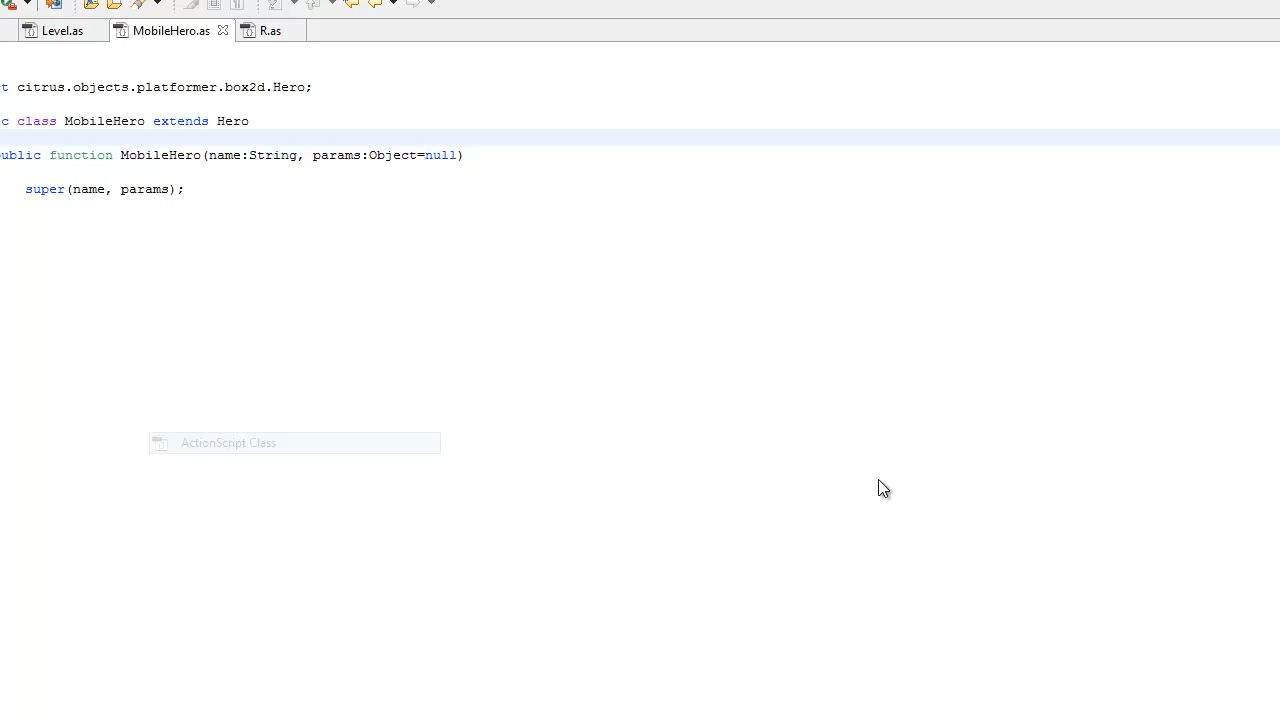 Level.as MobileHero.as R.as
t citrus.objects.platformer.box2d.Hero;
c class MobileHero extends Hero
ublic function MobileHero(name:String, params:Object=null)
super(name, params);
ActionScript Class